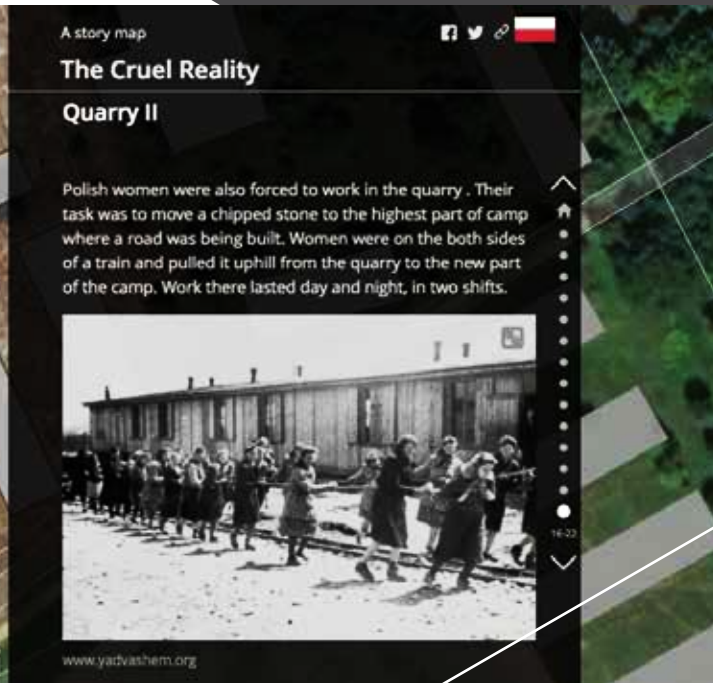 A story map
The Cruel Reality
Quarry II
Polish women were also forced to work in the quarry . Their
task was to move a chipped stone to the highest part of camp
where a road was being built. Women were on the both sides
of a train and pulled it uphill from the quarry to the new part
of the camp. Work there lasted day and night, in two shifts.
16-22
www.yadvashem.org